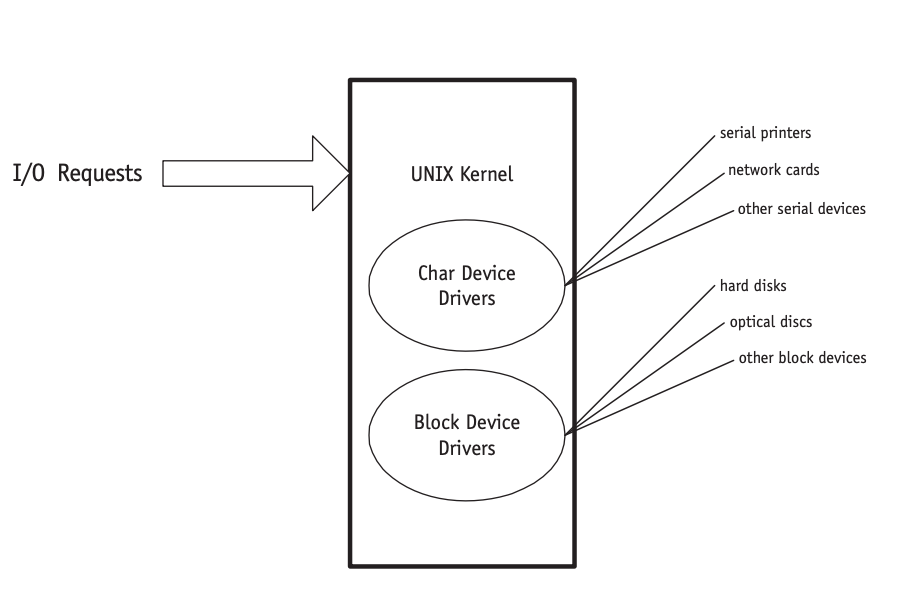 I/O Requests
UNIX Kernel
Char Device
Drivers
serial printers
network cards
other serial devices
Block Device
Drivers
hard disks
optical discs
other block devices